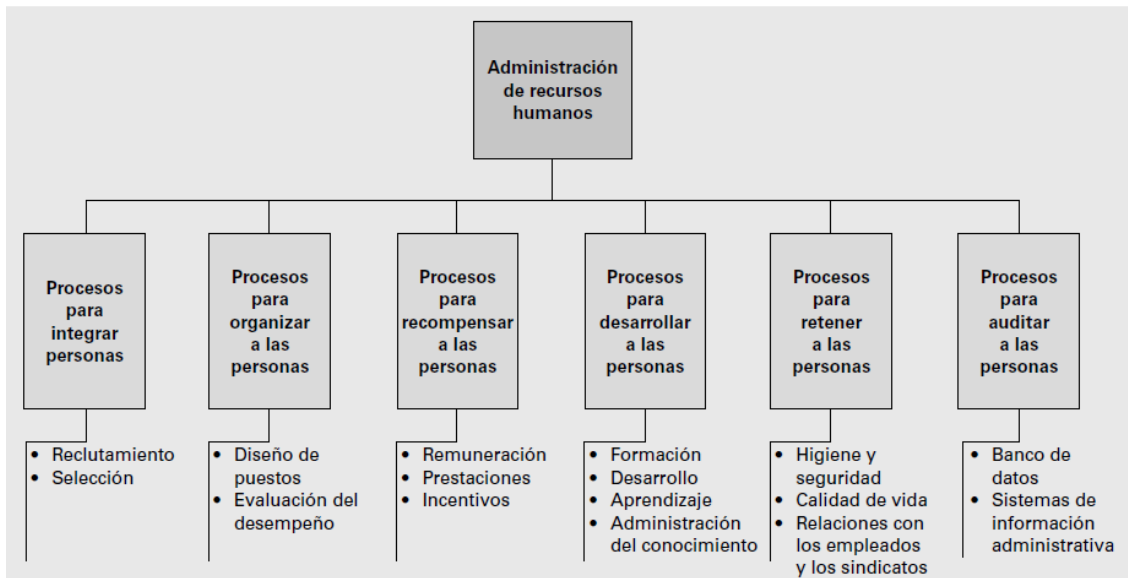 Administración
de recursos
humanos
Procesos
para
integrar
personas
Procesos
para
organizar
a las
personas
Procesos
para
recompensar
a las
personas
Procesos
para
desarrollar
a las
personas
Procesos
para
retener
a las
personas
Procesos
para
auditar
a las
personas
• Reclutamiento
• Selección
• Diseño de
puestos
• Evaluación del
desempeño
• Remuneración
• Prestaciones
• Incentivos
• Formación
• Desarrollo
• Aprendizaje
• Administración
del conocimiento
• Higiene y
seguridad
• Calidad de vida
• Relaciones con
los empleados
y los sindicatos
• Banco de
datos
• Sistemas de
información
administrativa